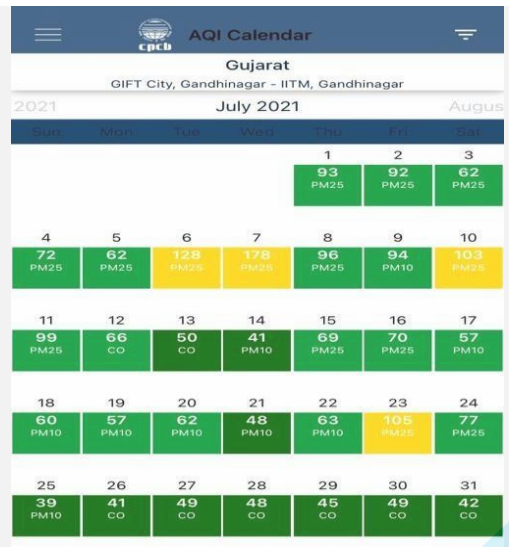 cpcb
AQI Calendar
Gujarat
GIFT City, Gandhinagar - IITM, Gandhinagar
2021 July 2021 Augus
Sun Mon Tue Wed Thu Fri Sat
1 2 3
93 92 62
PM25 PM25 PM25
4 5 6 7 8 9 10
72 62 128 178 96 94 103
PM25 PM25 PM25 PM25 PM25 PM10 PM25
11 12 13 14 15 16 17
99 66 50 41 69 70 57
PM25 CO CO PM10 PM25 PM25 PM10
18 19 20 21 22 23 24
60 57 62 48 63 105 77
PM10 PM10 PM10 PM10 PM10 PM25 PM25
25 26 27 28 29 30 31
39 41 49 48 45 49 42
PM10 CO CO CO CO CO CO